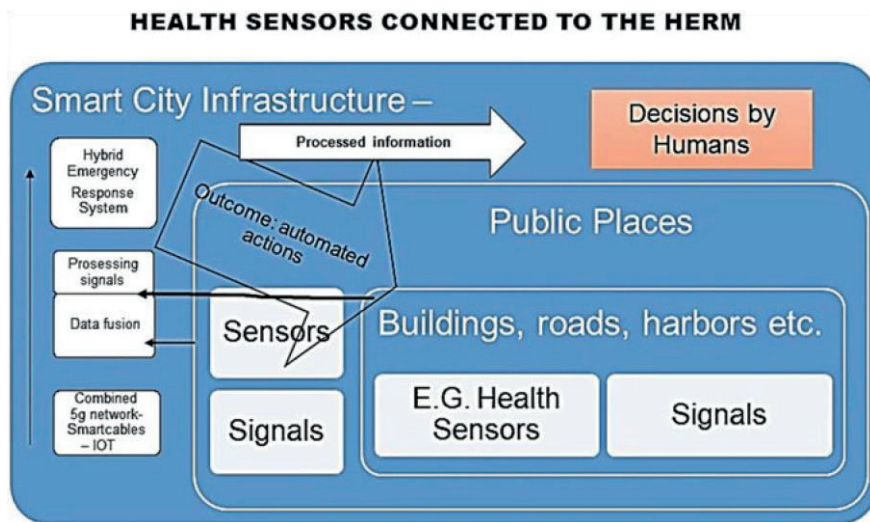 HEALTH SENSORS CONNECTED TO THE HERM
Smart City Infrastructure –
Processed information
Decisions by
Humans
Hybrid
Emergency
Response
System
Outcome: automated
actions
Public Places
Prosessing
signals
Data fusion
Sensors
Buildings, roads, harbors etc.
Combined
5g network-
Smartcables
– IOT
Signals
E.G. Health
Sensors
Signals